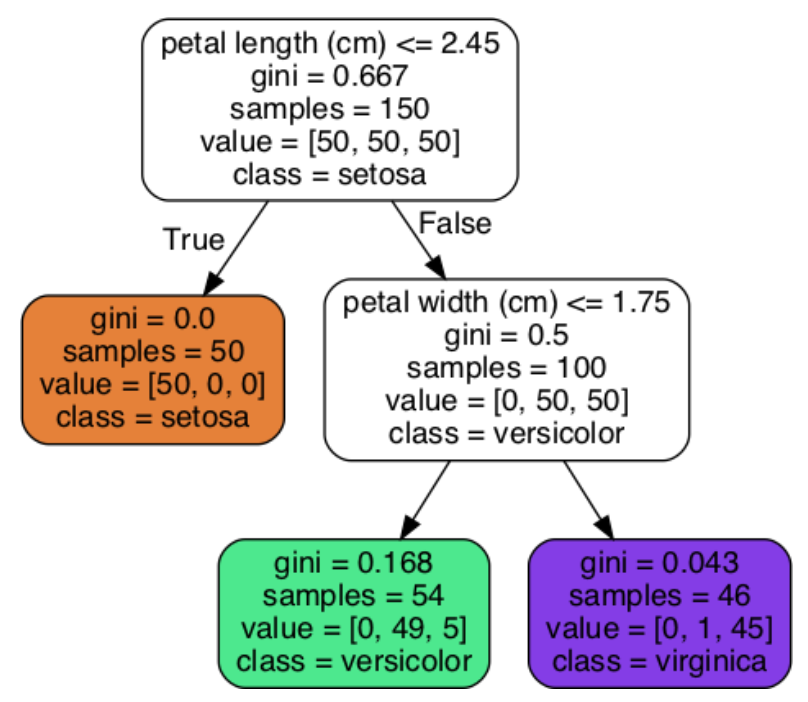 petal length (cm) <= 2.45
gini = 0.667
samples = 150
value = [50, 50, 50]
class = setosa
True
False
gini = 0.0
samples = 50
value = [50, 0, 0]
class = setosa
petal width (cm) <= 1.75
gini = 0.5
samples = 100
value = [0, 50, 50]
class = versicolor
gini = 0.168
samples = 54
value = [0, 49, 5]
class = versicolor
gini = 0.043
samples = 46
value = [0, 1, 45]
class = virginica